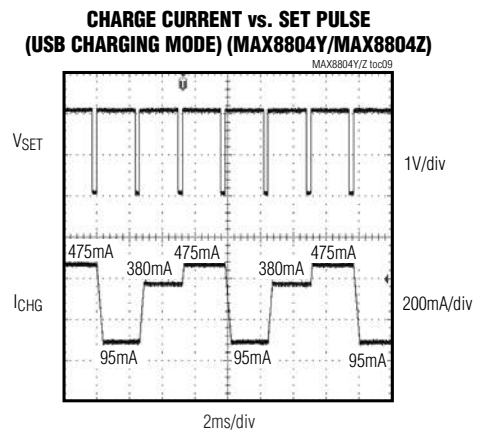 CHARGE CURRENT vs. SET PULSE
(USB CHARGING MODE) (MAX8804Y/MAX8804Z)
MAX8804Y/Z toc09
T
VSET
1V/div
475mA
380mA
475mA
380mA
475mA
ICHG
200mA/div
95mA
95mA
95mA
2ms/div